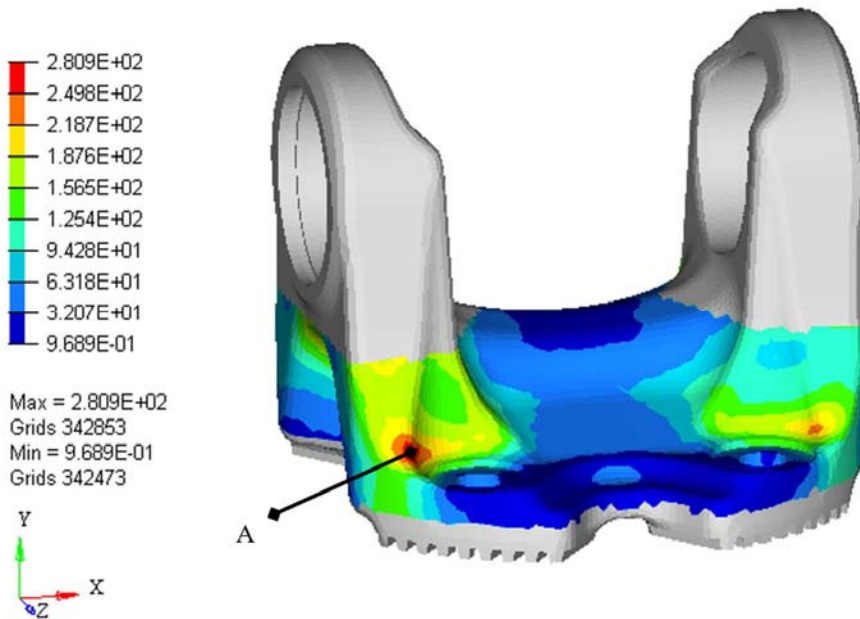 2.809E+02
2.498E+02
2.187E+02
1.876E+02
1.565E+02
1.254E+02
9.428E+01
6.318E+01
3.207E+01
9.689E-01
Max = 2.809E+02
Grids 342853
Min = 9.689E-01
Grids 342473
Y
X
Z
A